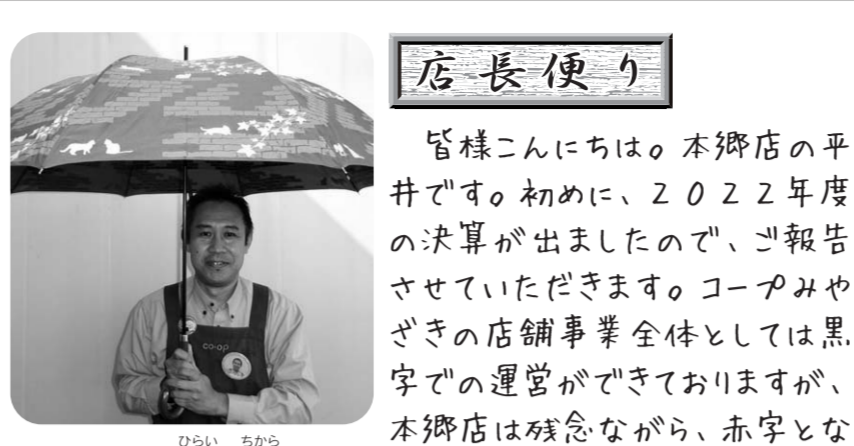 店長便り
皆様こんにちは。本郷店の平
井です。初めに、２０２２年度
の決算が出ましたので、ご報告
させていただきます。コープみや
ざきの店舗事業全体としては黒
字での運営ができておりますが、
本郷店は残念ながら、赤字とな
co-op
ひらい ちから